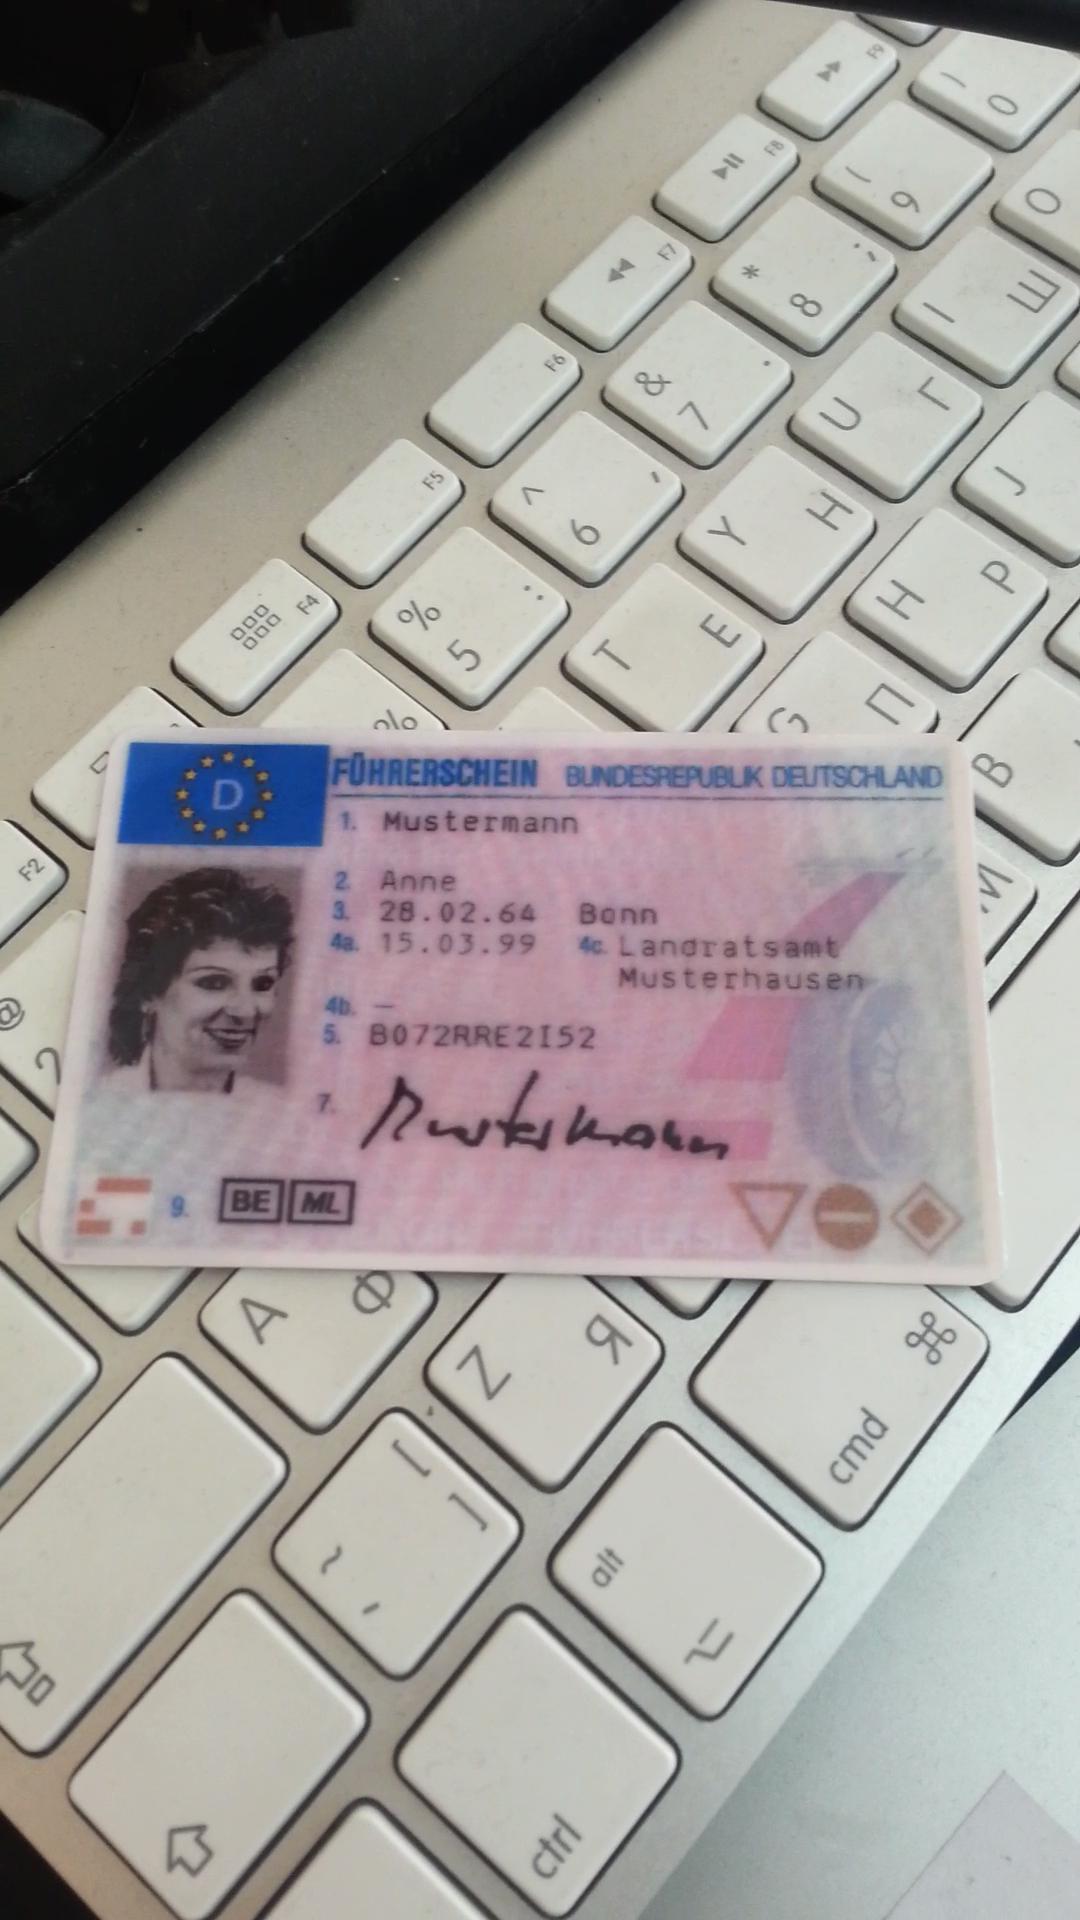 F9
0
F8
( 9
O
F7
* 8 ; ,
I Ш
F6
& 7 .
U Г
F5
^ 6 ,
Y Н
J
F4
% 5 :
T Е
H Р
G П
%
В
F2
И
@
2
D
FÜHRERSCHEIN BUNDESREPUBLIK DEUTSCHLAND
1. Mustermann
2. Anne
3. 28.02.64 Bonn
4a. 15.03.99 4c. Landratsamt
Musterhausen
4b. —
5. B072RRE2I52
7. Mustermann
9. BE ML
A Ф
Z Я
cmd ⌘
[ ]
~
alt ⌥
ctrl